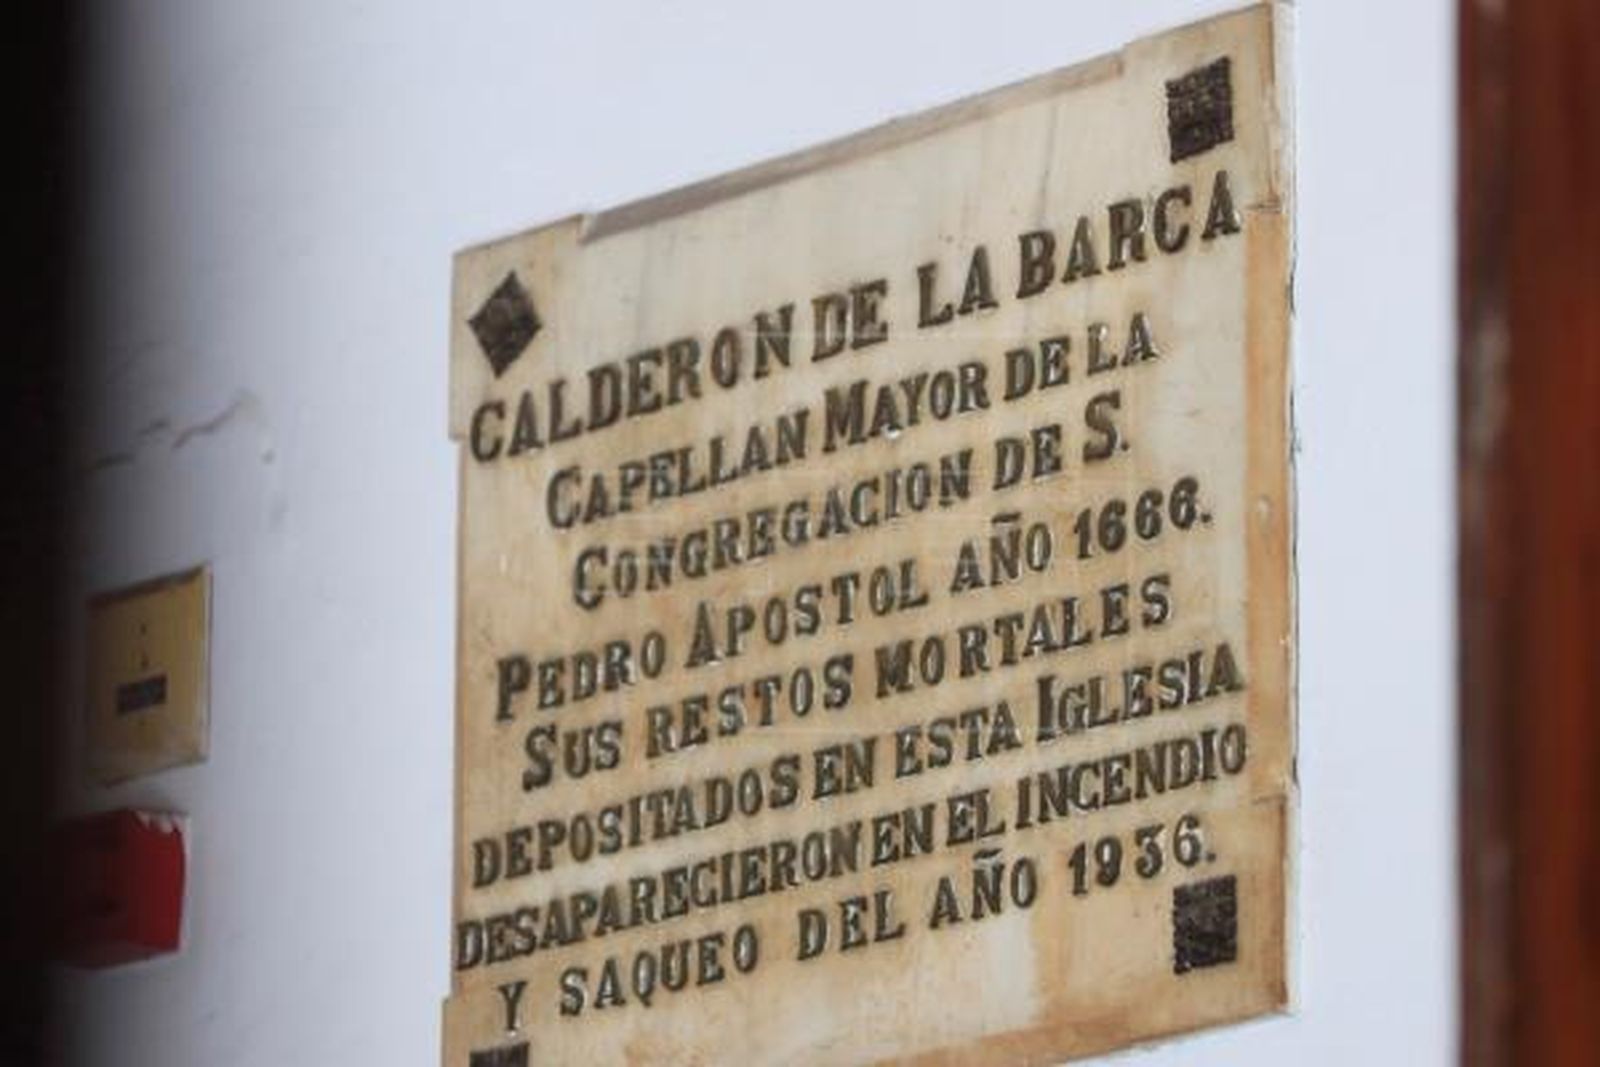 CALDERON DE LA BARCA
CAPELLAN MAYOR DE LA
CONGREGACION DE S.
PEDRO APOSTOL AÑO 1666.
SUS RESTOS MORTALES
DEPOSITADOS EN ESTA IGLESIA
DESAPARECIERON EN EL INCENDIO
Y SAQUEO DEL AÑO 1936.